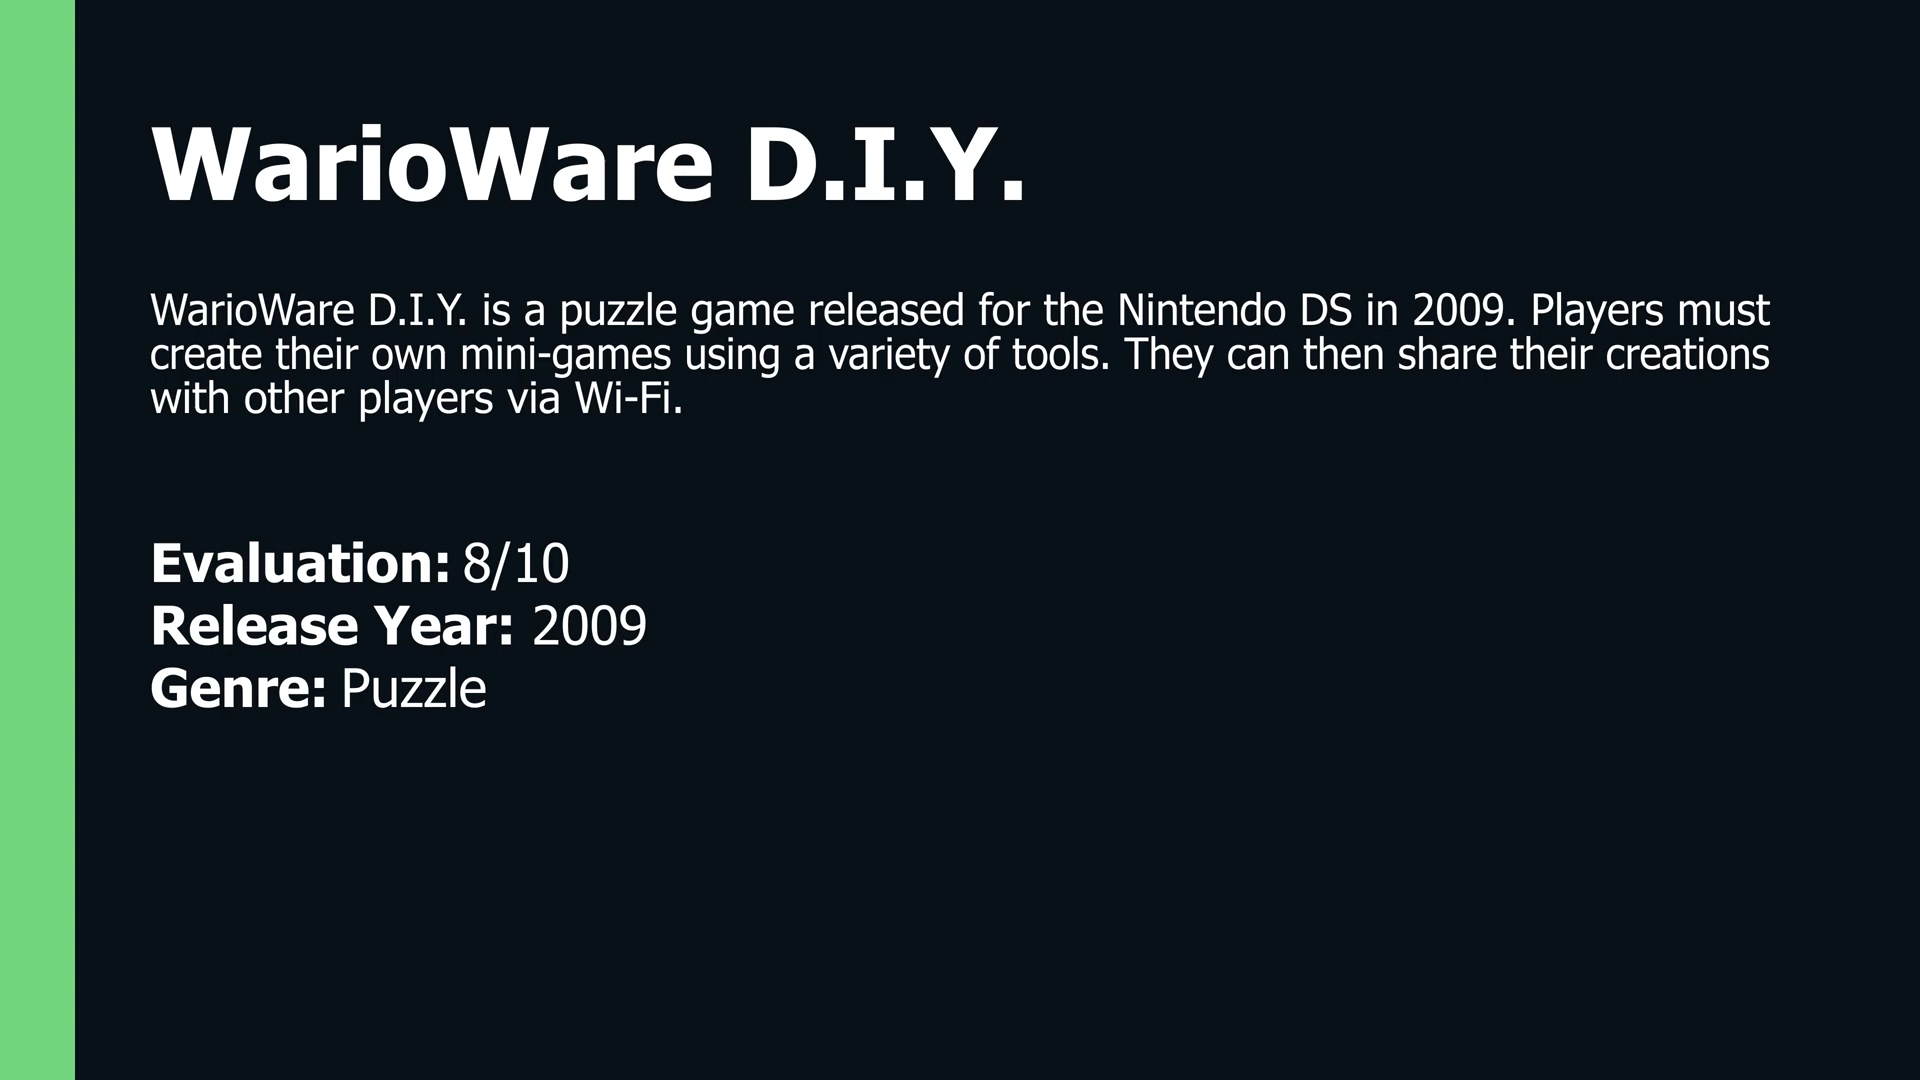 WarioWare D.I.Y.
WarioWare D.I.Y. is a puzzle game released for the Nintendo DS in 2009. Players must
create their own mini-games using a variety of tools. They can then share their creations
with other players via Wi-Fi.
Evaluation: 8/10
Release Year: 2009
Genre: Puzzle